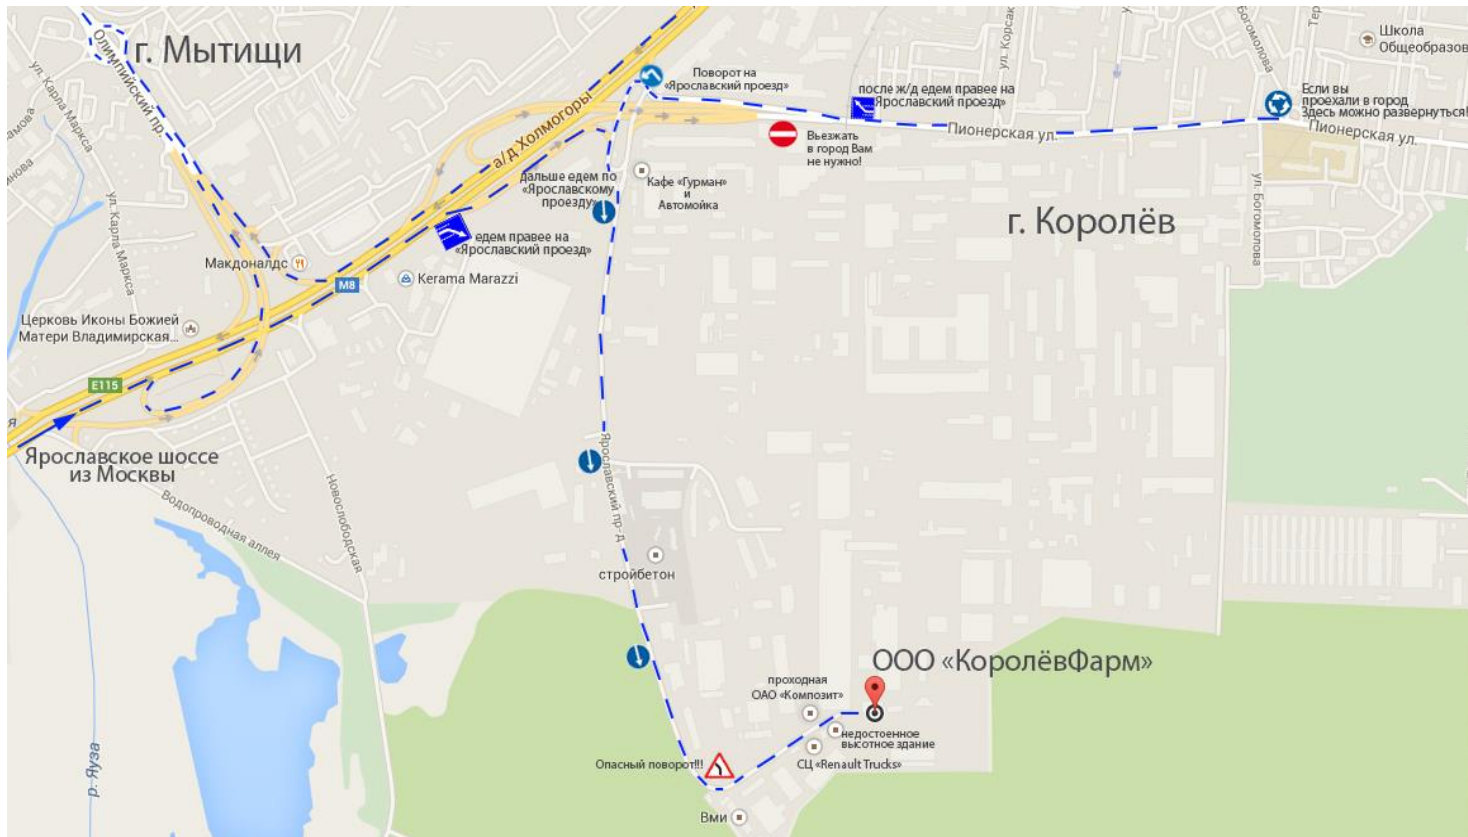 г. Мытищи
Олимпийский пр.
ул. Карла Маркса
ул. Карла Маркса
а/д Холмогоры
Поворот на
«Ярославский проезд»
после ж/д едем правее на
«Ярославский проезд»
Богомолова
Школа
Общеобразов
Если вы
проехали в город
Здесь можно развернуться!
Пионерская ул.
Пионерская ул.
Вьезжать
в город Вам
не нужно!
дальше едем по
«Ярославскому
проезду»
Кафе «Гурман»
и
Автомойка
ул. Богомолова
г. Королёв
едем правее на
«Ярославский проезд»
Макдоналдс
Kerama Marazzi
M8
Церковь Иконы Божией
Матери Владимирская...
E115
Ярославское шоссе
из Москвы
Водопроводная аллея
Новослободская
Ярославский пр-д
стройбетон
ООО «КоролёвФарм»
проходная
ОАО «Композит»
недостоенное
высотное здание
СЦ «Renault Trucks»
Опасный поворот!!!
Вми
р. Яуза